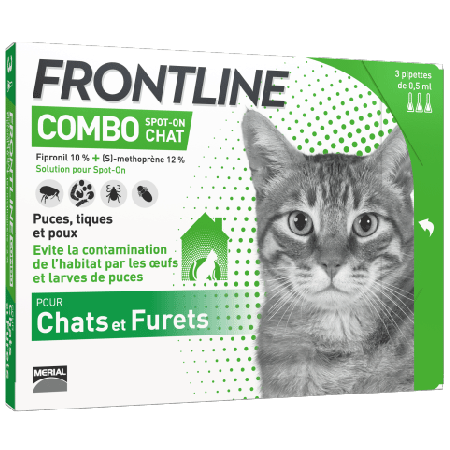 FRONTLINE
COMBO SPOT-ON CHAT
Fipronil 10 % + (S)-methoprène 12 %
Solution pour Spot-On
Puces, tiques
et poux
Evite la contamination
de l'habitat par les œufs
et larves de puces
POUR
Chats et Furets
MERIAL
3 pipettes
de 0,5 ml
FRONTLINE